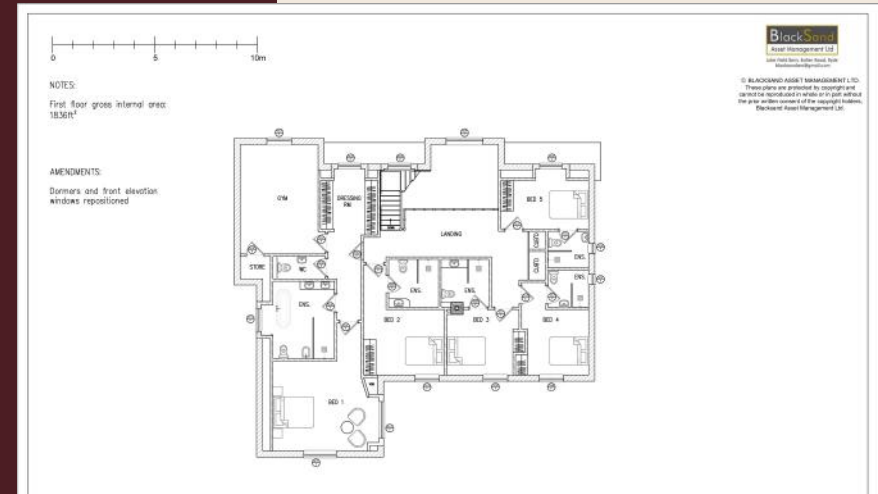 0 5 10m
BlackSand
Asset Management Ltd
NOTES:
First floor gross internal area:
1836ft²
© BLACKSAND ASSET MANAGEMENT LTD.
These plans are protected by copyright and
cannot be reproduced in whole or in part without
the prior written consent of the copyright holders,
Blacksand Asset Management Ltd.
AMENDMENTS:
Dormers and front elevation
windows repositioned
GYM
DRESSING
RM
BED 5
LANDING
CUPD.
CUPD.
ENS.
STORE
WC
ENS.
ENS.
ENS.
ENS.
BED 2
BED 3
BED 4
BED 1